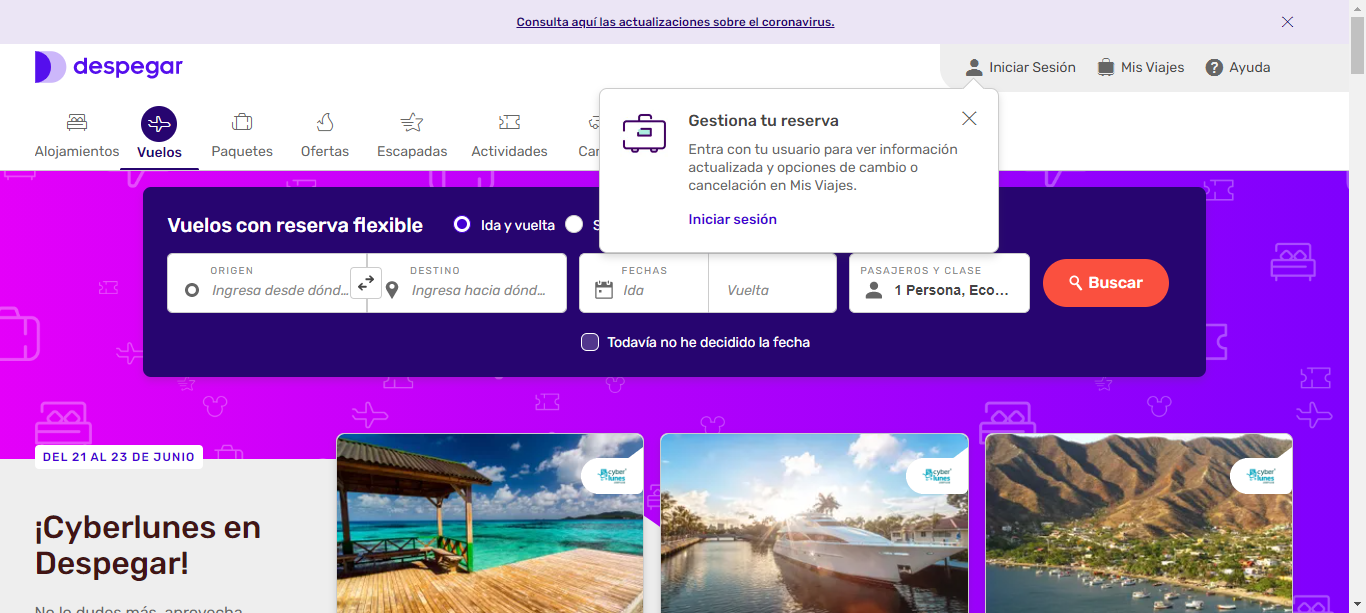 Consulta aquí las actualizaciones sobre el coronavirus.
despegar
Iniciar Sesión
Mis Viajes
Ayuda
Alojamientos
Vuelos
Paquetes
Ofertas
Escapadas
Actividades
Gestiona tu reserva
Entra con tu usuario para ver información
actualizada y opciones de cambio o
cancelación en Mis Viajes.
Iniciar sesión
Vuelos con reserva flexible
Ida y vuelta
ORIGEN
Ingresa desde dónd...
DESTINO
Ingresa hacia dónd...
FECHAS
Ida
Vuelta
PASAJEROS Y CLASE
1 Persona, Eco...
Buscar
Todavía no he decidido la fecha
DEL 21 AL 23 DE JUNIO
¡Cyberlunes en
Despegar!
No lo dudes más, aprovecha
cyber
lunes
cyber
lunes
cyber
lunes